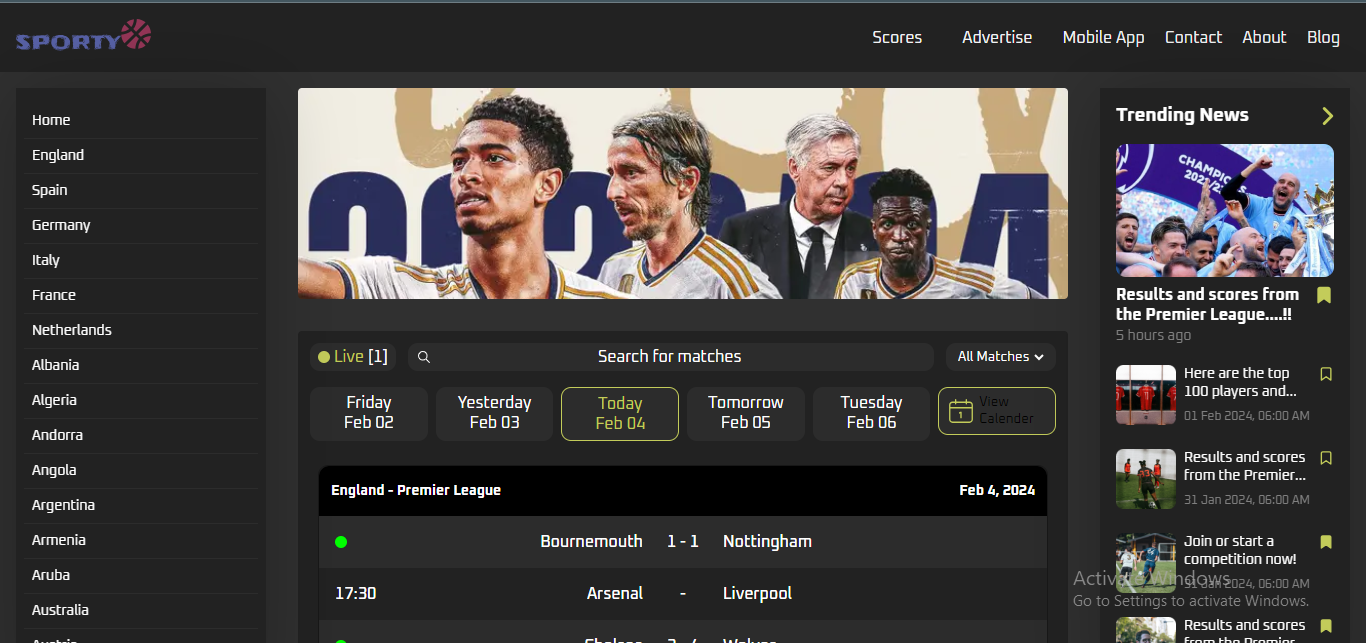 SPORTY
Scores
Advertise
Mobile App
Contact
About
Blog
Home
England
Spain
Germany
Italy
France
Netherlands
Albania
Algeria
Andorra
Angola
Argentina
Armenia
Aruba
Australia
Austria
Live [1]
Search for matches
All Matches
Friday
Feb 02
Yesterday
Feb 03
Today
Feb 04
Tomorrow
Feb 05
Tuesday
Feb 06
1
View
Calender
England - Premier League
Feb 4, 2024
Bournemouth 1 - 1 Nottingham
17:30 Arsenal - Liverpool
Chelsea 2 - 4 Wolves
Trending News
Results and scores from
the Premier League....!!
5 hours ago
Here are the top
100 players and...
01 Feb 2024, 06:00 AM
Results and scores
from the Premier...
31 Jan 2024, 06:00 AM
Join or start a
competition now!
31 Jan 2024, 06:00 AM
Results and scores
from the Premier
Activate Windows
Go to Settings to activate Windows.